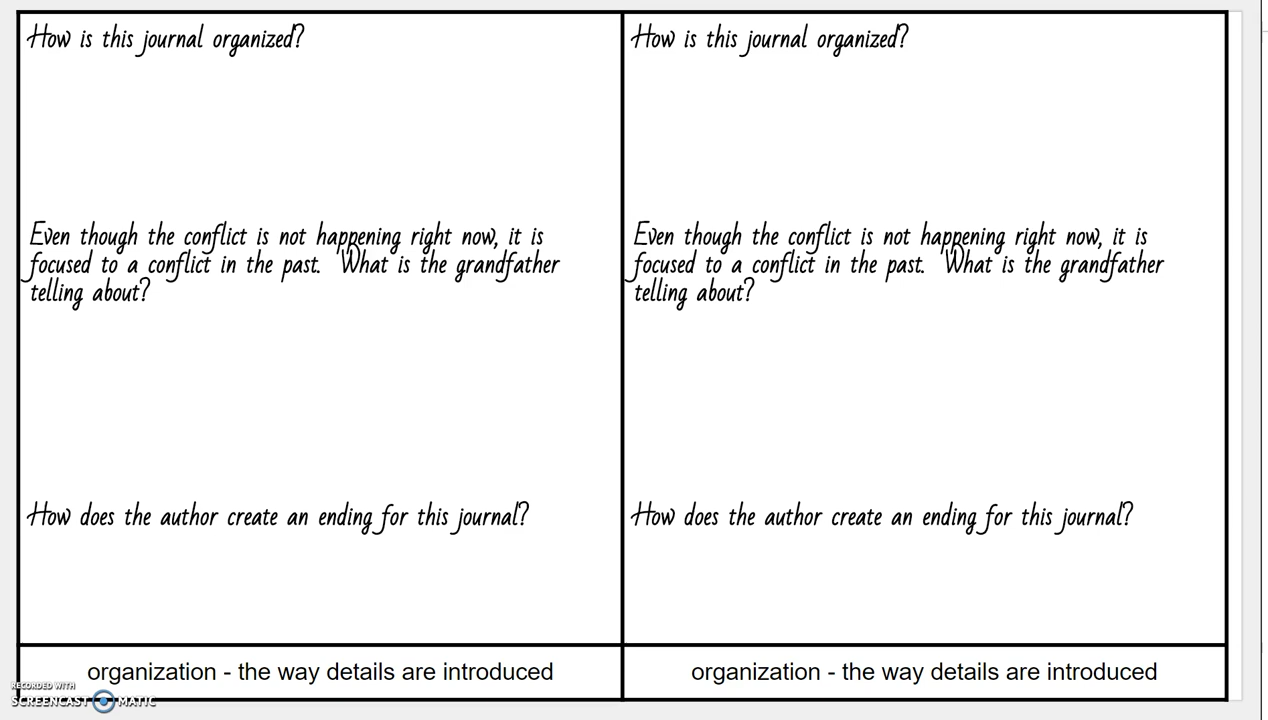 How is this journal organized?
Even though the conflict is not happening right now, it is
focused to a conflict in the past. What is the grandfather
telling about?
How does the author create an ending for this journal?
organization - the way details are introduced
How is this journal organized?
Even though the conflict is not happening right now, it is
focused to a conflict in the past. What is the grandfather
telling about?
How does the author create an ending for this journal?
organization - the way details are introduced
RECORDED WITH
SCREENCAST MATIC